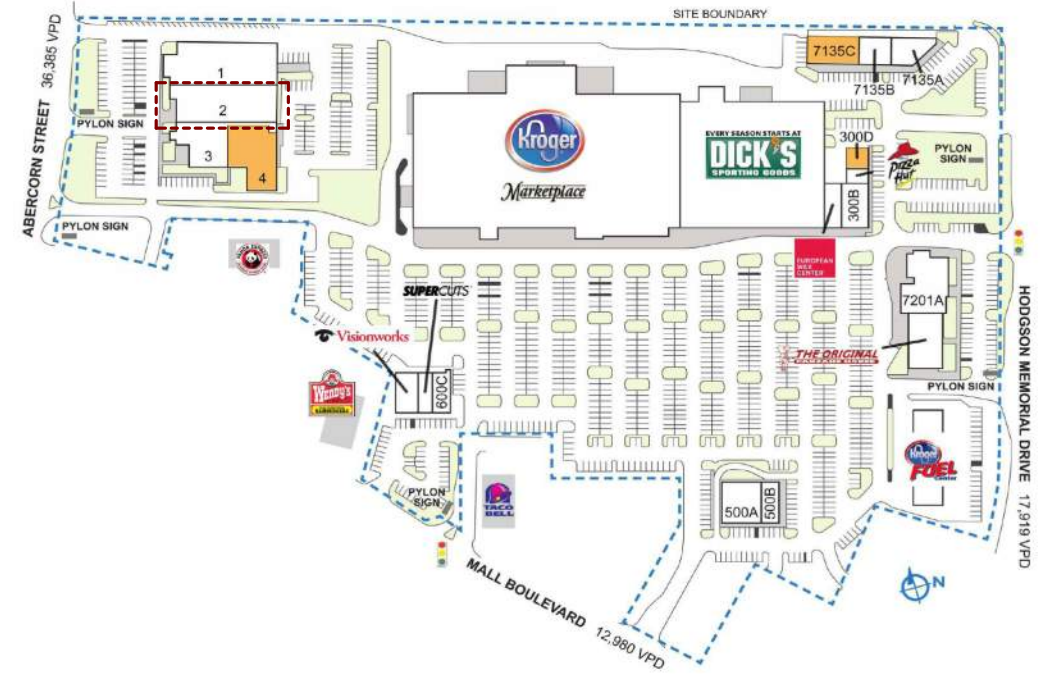 SITE BOUNDARY
ABERCORN STREET 36,385 VPD
1
2
3
4
PYLON SIGN
PYLON SIGN
Kroger
Marketplace
EVERY SEASON STARTS AT
DICK'S
SPORTING GOODS
7135C
7135B
7135A
300D
Pizza
Hut
300B
PYLON
SIGN
EUROPEAN
WAX
CENTER
7201A
THE ORIGINAL
PYLON SIGN
HODGSON MEMORIAL DRIVE 17,919 VPD
SUPERCUTS
Visionworks
600C
Wendy's
PYLON
SIGN
TACO
BELL
500A
500B
Kroger
FUEL
Center
MALL BOULEVARD 12,980 VPD
N